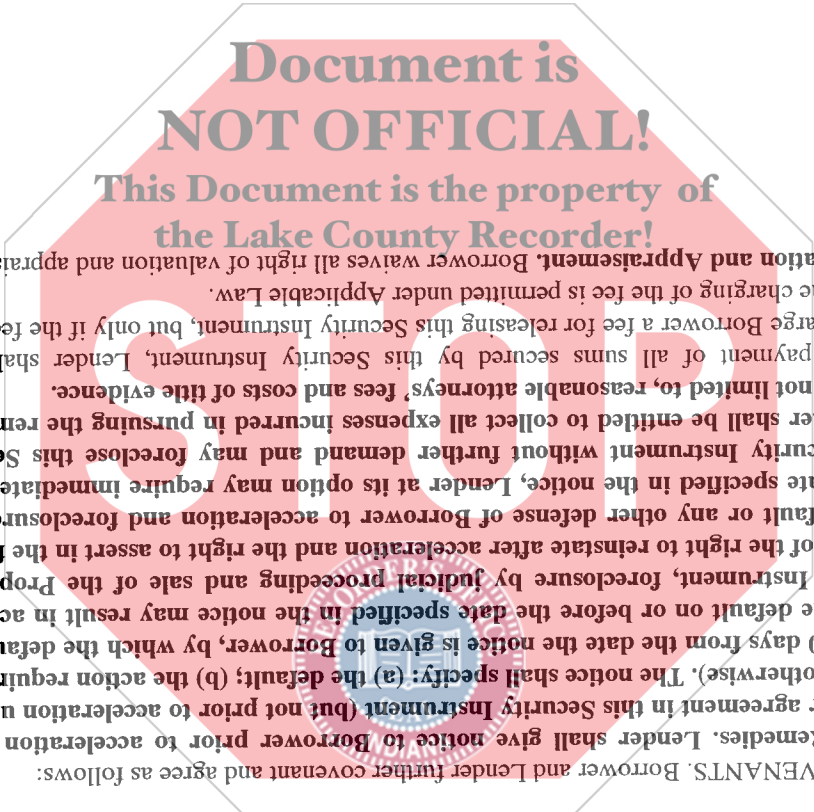 Document is
NOT OFFICIAL!
This Document is the property of
the Lake County Recorder!
STOP
VENANTS. Borrower and Lender further covenant and agree as follows:
Remedies. Lender shall give notice to Borrower prior to acceleration
r agreement in this Security Instrument (but not prior to acceleration u
otherwise). The notice shall specify: (a) the default; (b) the action requir
days from the date the notice is given to Borrower, by which the defau
e default on or before the date specified in the notice may result in ac
Instrument, foreclosure by judicial proceeding and sale of the Prop
of the right to reinstate after acceleration and the right to assert in the f
fault or any other defense of Borrower to acceleration and foreclosur
te specified in the notice, Lender at its option may require immediate
curity Instrument without further demand and may foreclose this Se
er shall be entitled to collect all expenses incurred in pursuing the rem
not limited to, reasonable attorneys' fees and costs of title evidence.
payment of all sums secured by this Security Instrument, Lender shal
arge Borrower a fee for releasing this Security Instrument, but only if the fe
e charging of the fee is permitted under Applicable Law.
ation and Appraisement. Borrower waives all right of valuation and apprais
INDIANA